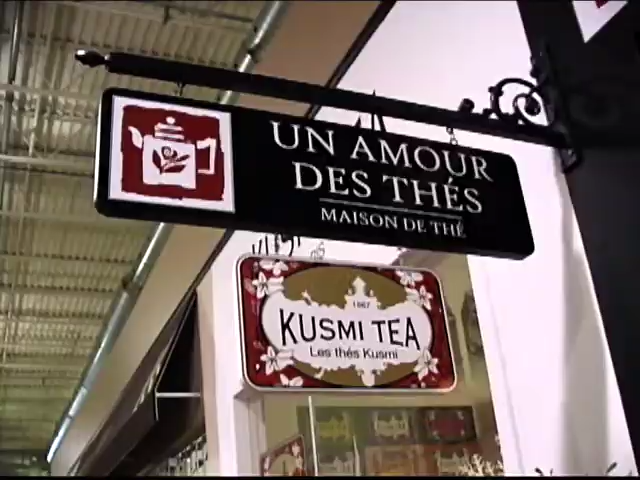 UN AMOUR
DES THÉS
MAISON DE THÉ
1867
KUSMI TEA
Les thés Kusmi